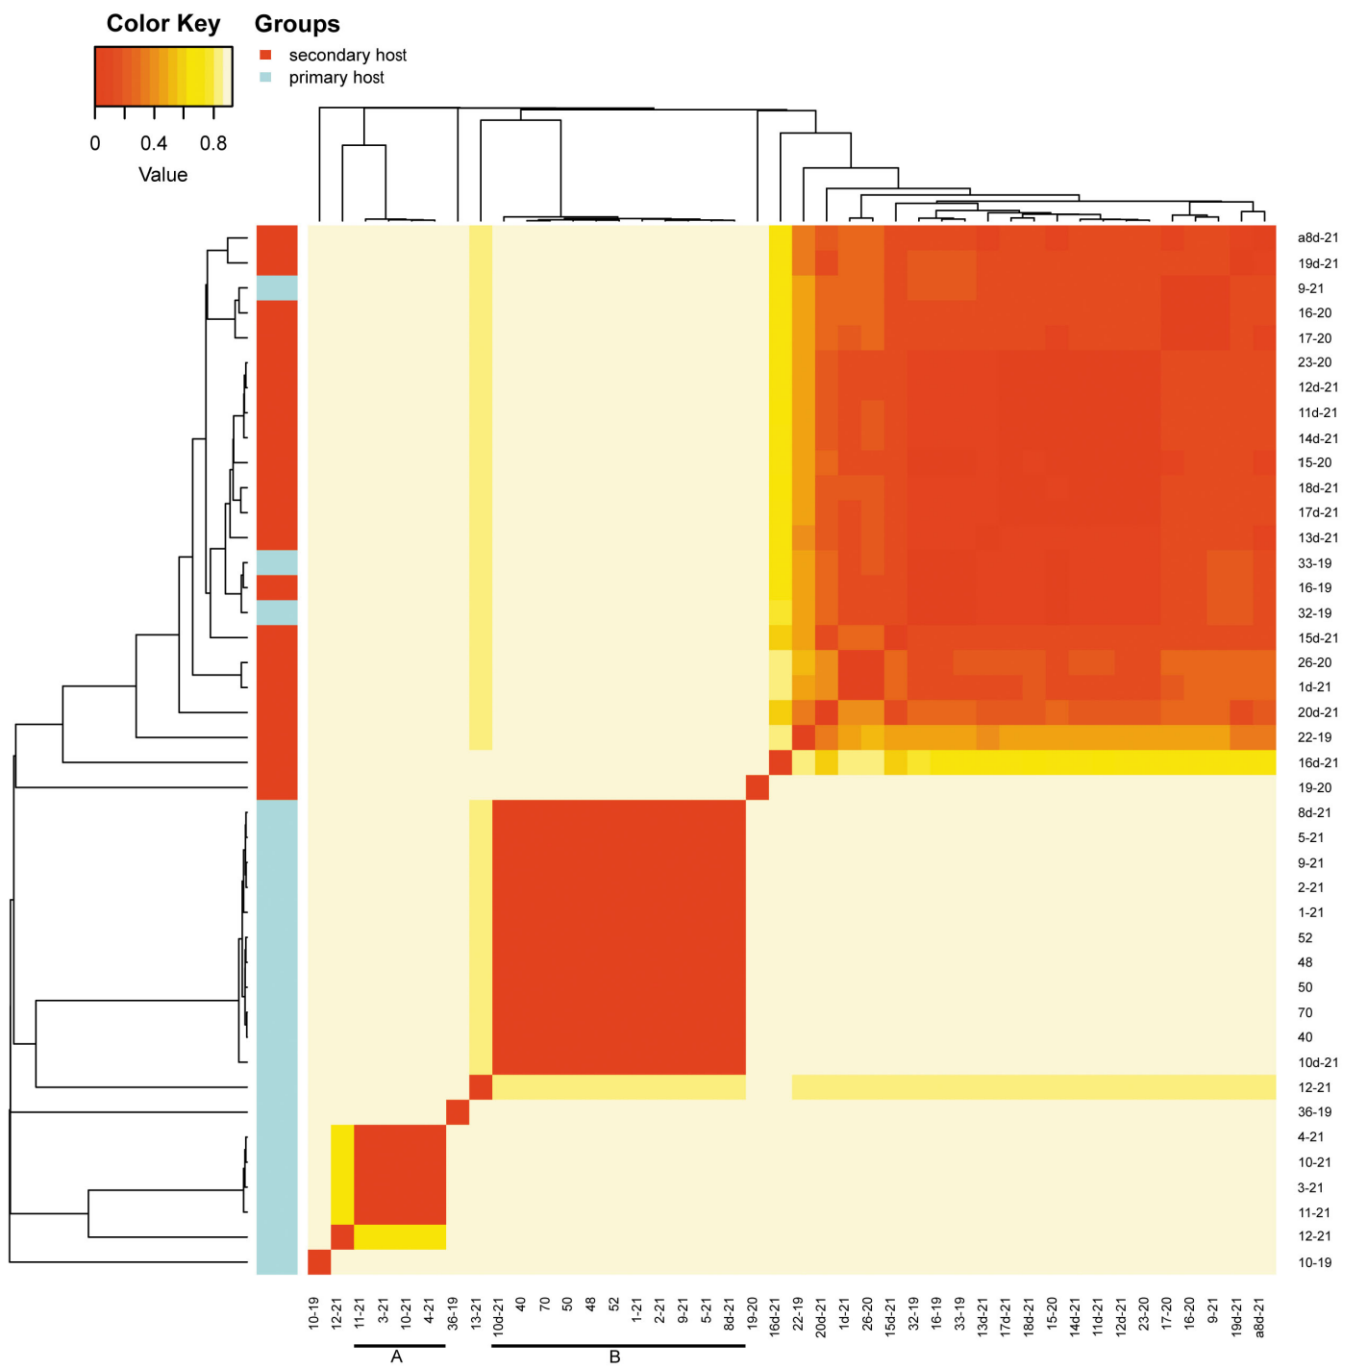 Color Key
Groups
secondary host
primary host
0 0.4 0.8
Value
a8d-21
19d-21
9-21
16-20
17-20
23-20
12d-21
11d-21
14d-21
15-20
18d-21
17d-21
13d-21
33-19
16-19
32-19
15d-21
26-20
1d-21
20d-21
22-19
16d-21
19-20
8d-21
5-21
9-21
2-21
1-21
52
48
50
70
40
10d-21
12-21
36-19
4-21
10-21
3-21
11-21
12-21
10-19
10-19
12-21
11-21
3-21
10-21
4-21
36-19
13-21
10d-21
40
70
50
48
52
1-21
2-21
9-21
5-21
8d-21
19-20
16d-21
22-19
20d-21
1d-21
26-20
15d-21
32-19
16-19
33-19
13d-21
17d-21
18d-21
15-20
14d-21
11d-21
12d-21
23-20
17-20
16-20
9-21
19d-21
a8d-21
A
B